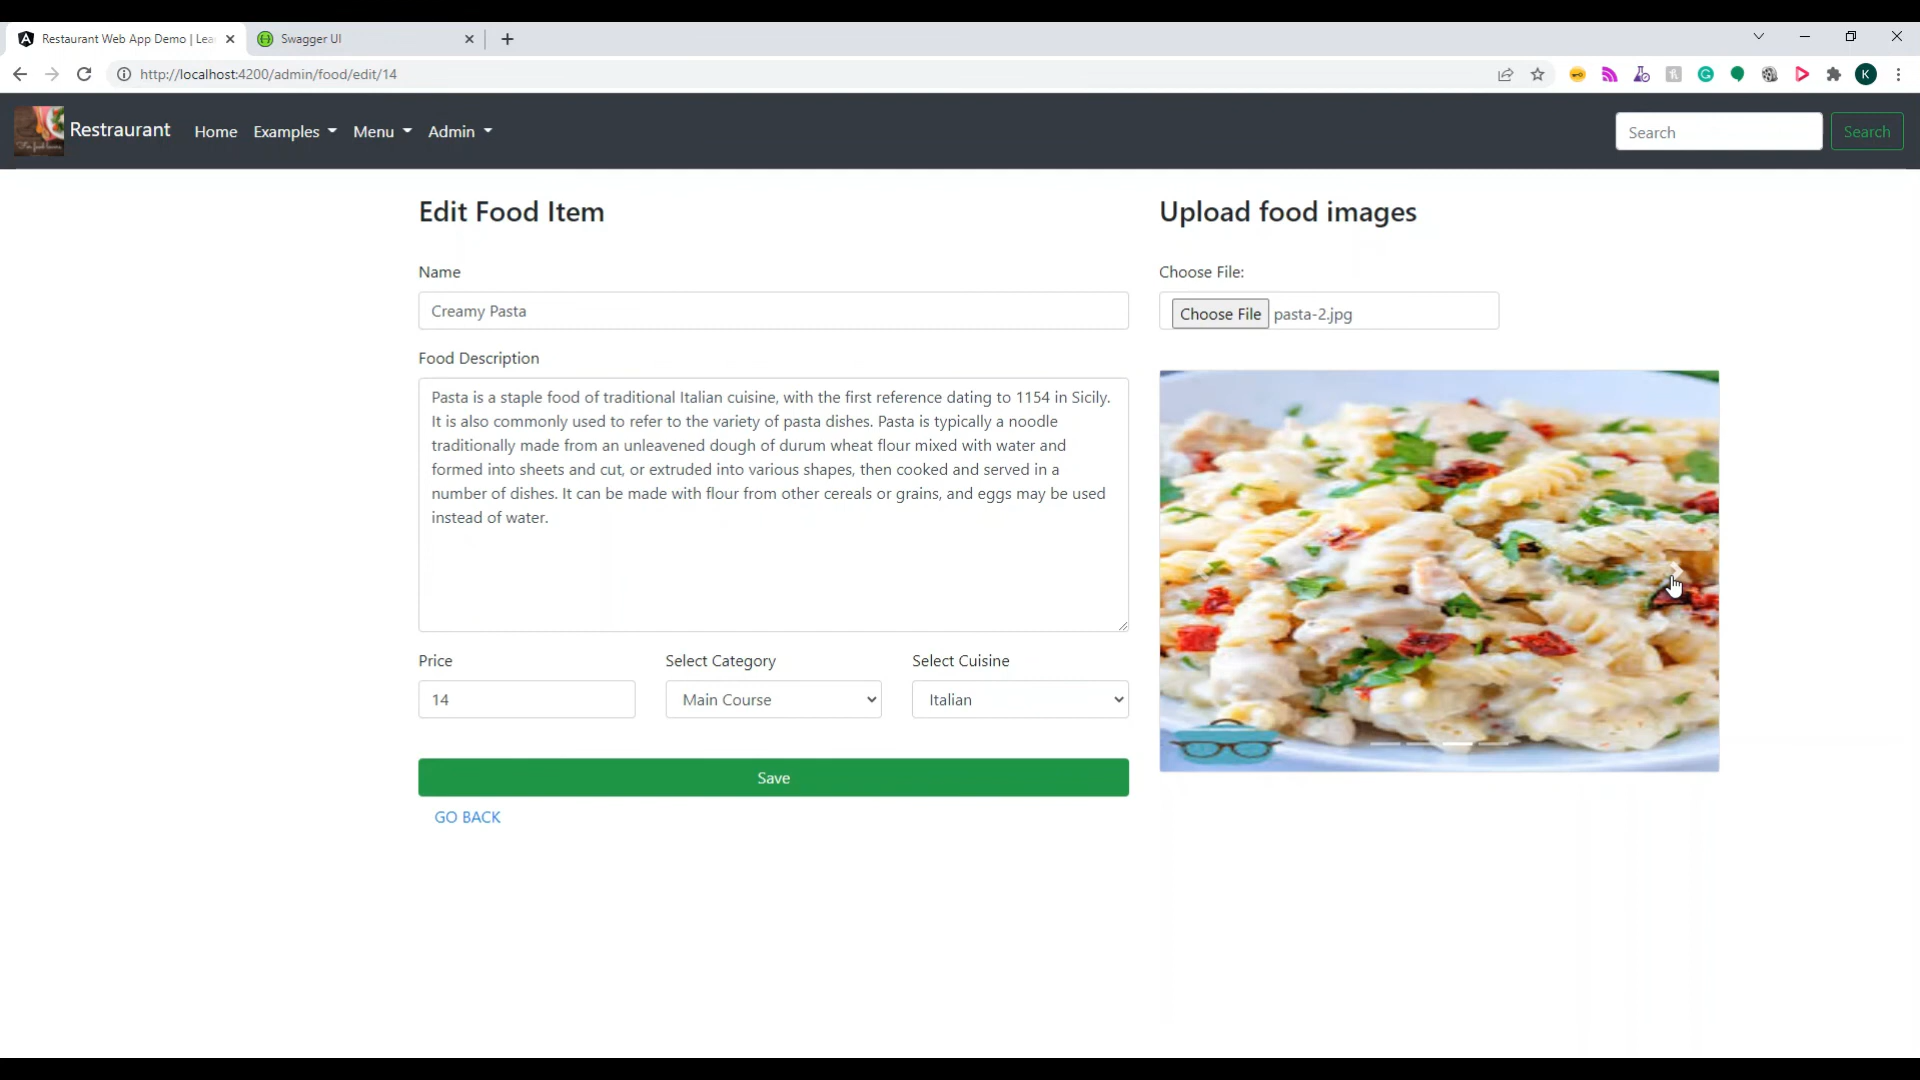 Restaurant Web App Demo | Lea
Swagger UI
http://localhost:4200/admin/food/edit/14
K
Restraurant
Home
Examples
Menu
Admin
Search
Search
Edit Food Item
Upload food images
Name
Choose File:
Creamy Pasta
Choose File pasta-2.jpg
Food Description
Pasta is a staple food of traditional Italian cuisine, with the first reference dating to 1154 in Sicily.
It is also commonly used to refer to the variety of pasta dishes. Pasta is typically a noodle
traditionally made from an unleavened dough of durum wheat flour mixed with water and
formed into sheets and cut, or extruded into various shapes, then cooked and served in a
number of dishes. It can be made with flour from other cereals or grains, and eggs may be used
instead of water.
Price
Select Category
Select Cuisine
14
Main Course
Italian
Save
GO BACK